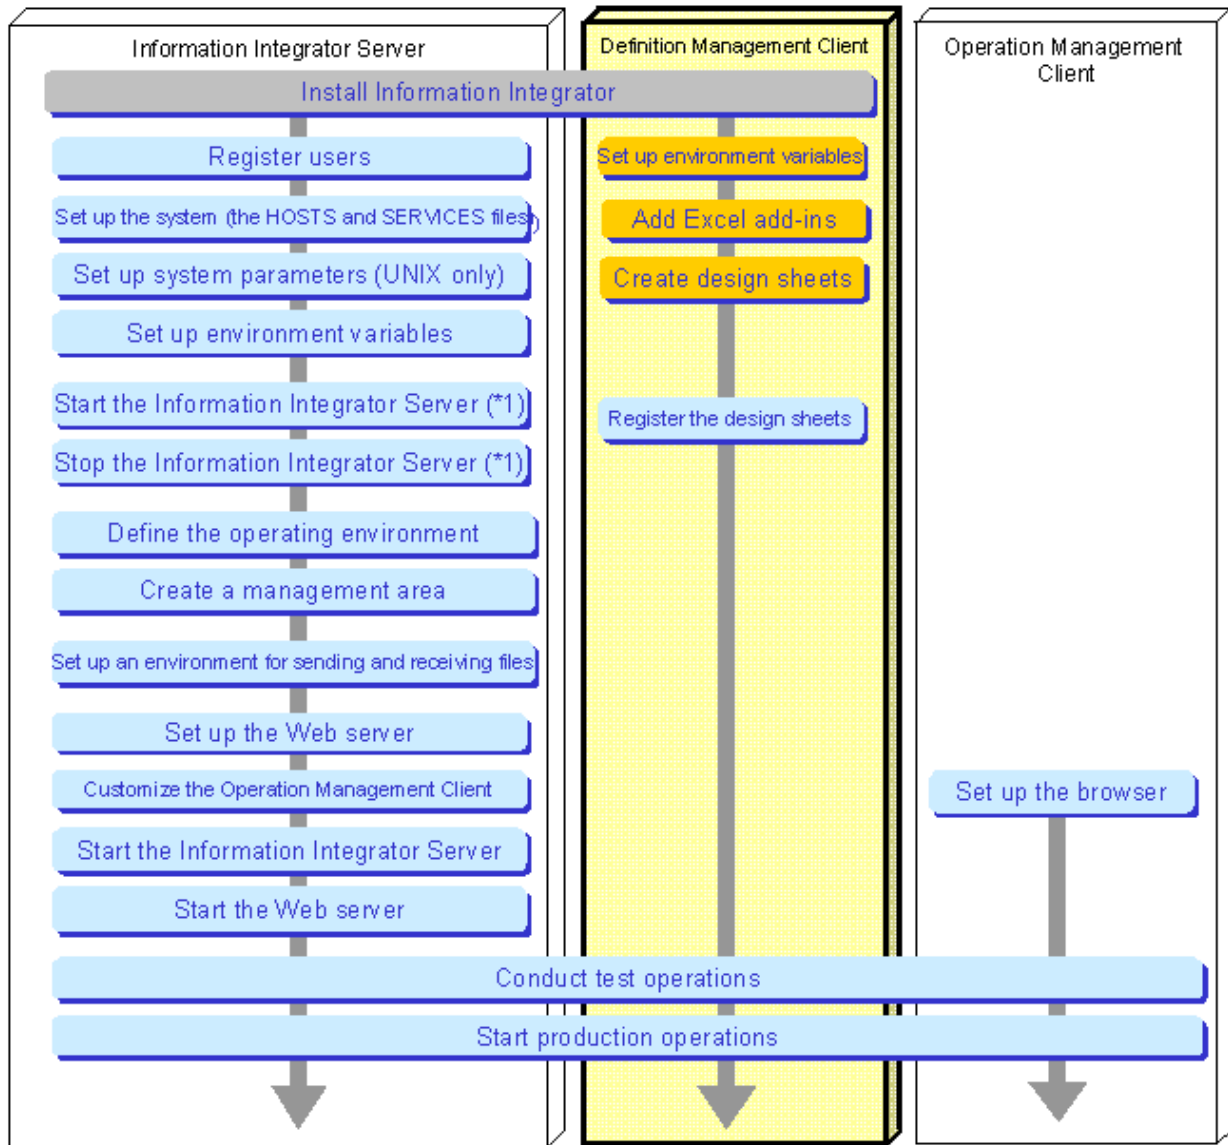 Information Integrator Server
Definition Management Client
Operation Management
Client
Install Information Integrator
Register users
Set up the system (the HOSTS and SERVICES files)
Set up system parameters (UNIX only)
Set up environment variables
Start the Information Integrator Server (*1)
Stop the Information Integrator Server (*1)
Define the operating environment
Create a management area
Set up an environment for sending and receiving files
Set up the Web server
Customize the Operation Management Client
Start the Information Integrator Server
Start the Web server
Set up environment variables
Add Excel add-ins
Create design sheets
Register the design sheets
Set up the browser
Conduct test operations
Start production operations